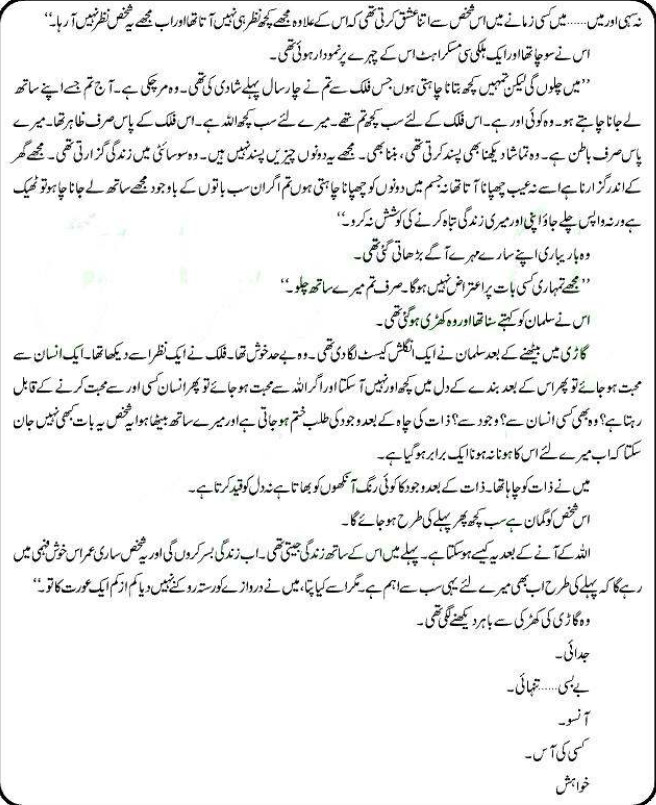 نہ سہی اور میں……میں کسی زمانے میں اس شخص سے اتنا عشق کرتی تھی کہ اس کے علاوہ مجھے کچھ نظر ہی نہیں آتا تھا اور اب مجھے یہ شخص نظر نہیں آ رہا۔‘‘
اس نے سوچا تھا اور ایک ہلکی سی مسکراہٹ اس کے چہرے پر نمودار ہوئی تھی۔
’’میں چلوں گی لیکن تمہیں کچھ بتانا چاہتی ہوں جس فلک سے تم نے چار سال پہلے شادی کی تھی۔ وہ مر چکی ہے۔ آج تم جسے اپنے ساتھ
لے جانا چاہتے ہو۔ وہ کوئی اور ہے۔ اس فلک کے لئے سب کچھ تم تھے۔ میرے لئے سب کچھ اللہ ہے۔ اس فلک کے پاس صرف ظاہر تھا۔ میرے
پاس صرف باطن ہے۔ وہ تماشا دیکھنا بھی پسند کرتی تھی، بننا بھی۔ مجھے یہ دونوں چیزیں پسند نہیں ہیں۔ وہ سوسائٹی میں زندگی گزارتی تھی۔ مجھے گھر
کے اندر گزارنا ہے اسے نہ عیب چھپانا آتا تھا نہ جسم میں دونوں کو چھپانا چاہتی ہوں تم اگر ان سب باتوں کے باوجود مجھے ساتھ لے جانا چاہو تو ٹھیک
ہے ورنہ واپس چلے جاؤ اپنی اور میری زندگی تباہ کرنے کی کوشش نہ کرو۔‘‘
وہ باری باری اپنے سارے مہرے آگے بڑھاتی گئی تھی۔
’’مجھے تمہاری کسی بات پر اعتراض نہیں ہوگا۔ صرف تم میرے ساتھ چلو۔‘‘
اس نے سلمان کو کہتے سنا تھا اور وہ کھڑی ہو گئی تھی۔
گاڑی میں بیٹھنے کے بعد سلمان نے ایک انگلش کیسٹ لگا دی تھی۔ وہ بے حد خوش تھا۔ فلک نے ایک نظر اسے دیکھا تھا۔ ایک انسان سے
محبت ہو جائے تو پھر اس کے بعد بندے کے دل میں کچھ اور نہیں آ سکتا اور اگر اللہ سے محبت ہو جائے تو پھر انسان کسی اور سے محبت کرنے کے قابل
رہتا ہے؟ وہ بھی کسی انسان سے؟ وجود سے؟ ذات کی چاہ کے بعد وجود کی طلب ختم ہو جاتی ہے اور میرے ساتھ بیٹھا ہوا یہ شخص یہ بات کبھی نہیں جان
سکتا کہ اب میرے لئے اس کا ہونا نہ ہونا ایک برابر ہو گیا ہے۔
میں نے ذات کو چاہا تھا۔ ذات کے بعد وجود کا کوئی رنگ آنکھوں کو بھاتا ہے نہ دل کو قید کرتا ہے۔
اس شخص کو گمان ہے سب کچھ پھر پہلے کی طرح ہو جائے گا۔
اللہ کے آنے کے بعد یہ کیسے ہو سکتا ہے۔ پہلے میں اس کے ساتھ زندگی جیتی تھی۔ اب زندگی بسر کروں گی اور یہ شخص ساری عمر اس خوش فہمی میں
رہے گا کہ پہلے کی طرح اب بھی میرے لئے یہی سب سے اہم ہے۔ مگر اسے کیا پتا، میں نے دروازے کو رستہ روکنے نہیں دیا کم از کم ایک عورت کا تو۔‘‘
وہ گاڑی کی کھڑکی سے باہر دیکھنے لگی تھی۔
جدائی۔
بے بسی……تنہائی۔
آنسو۔
کسی کی آس۔
خواہش